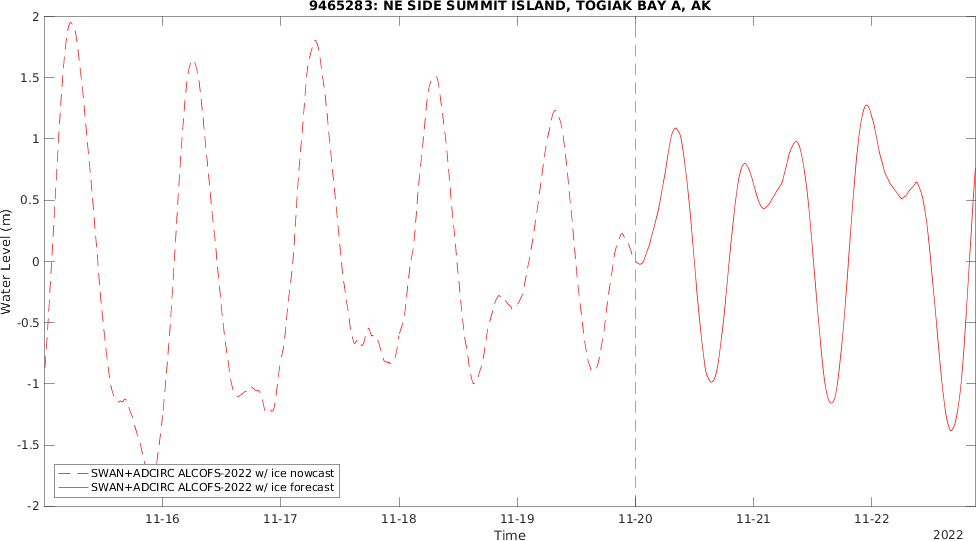 9465283: NE SIDE SUMMIT ISLAND, TOGIAK BAY A, AK
2
1.5
1
0.5
0
-0.5
-1
-1.5
-2
Water Level (m)
SWAN+ADCIRC ALCOFS-2022 w/ ice nowcast
SWAN+ADCIRC ALCOFS-2022 w/ ice forecast
11-16 11-17 11-18 11-19 11-20 11-21 11-22
Time
2022